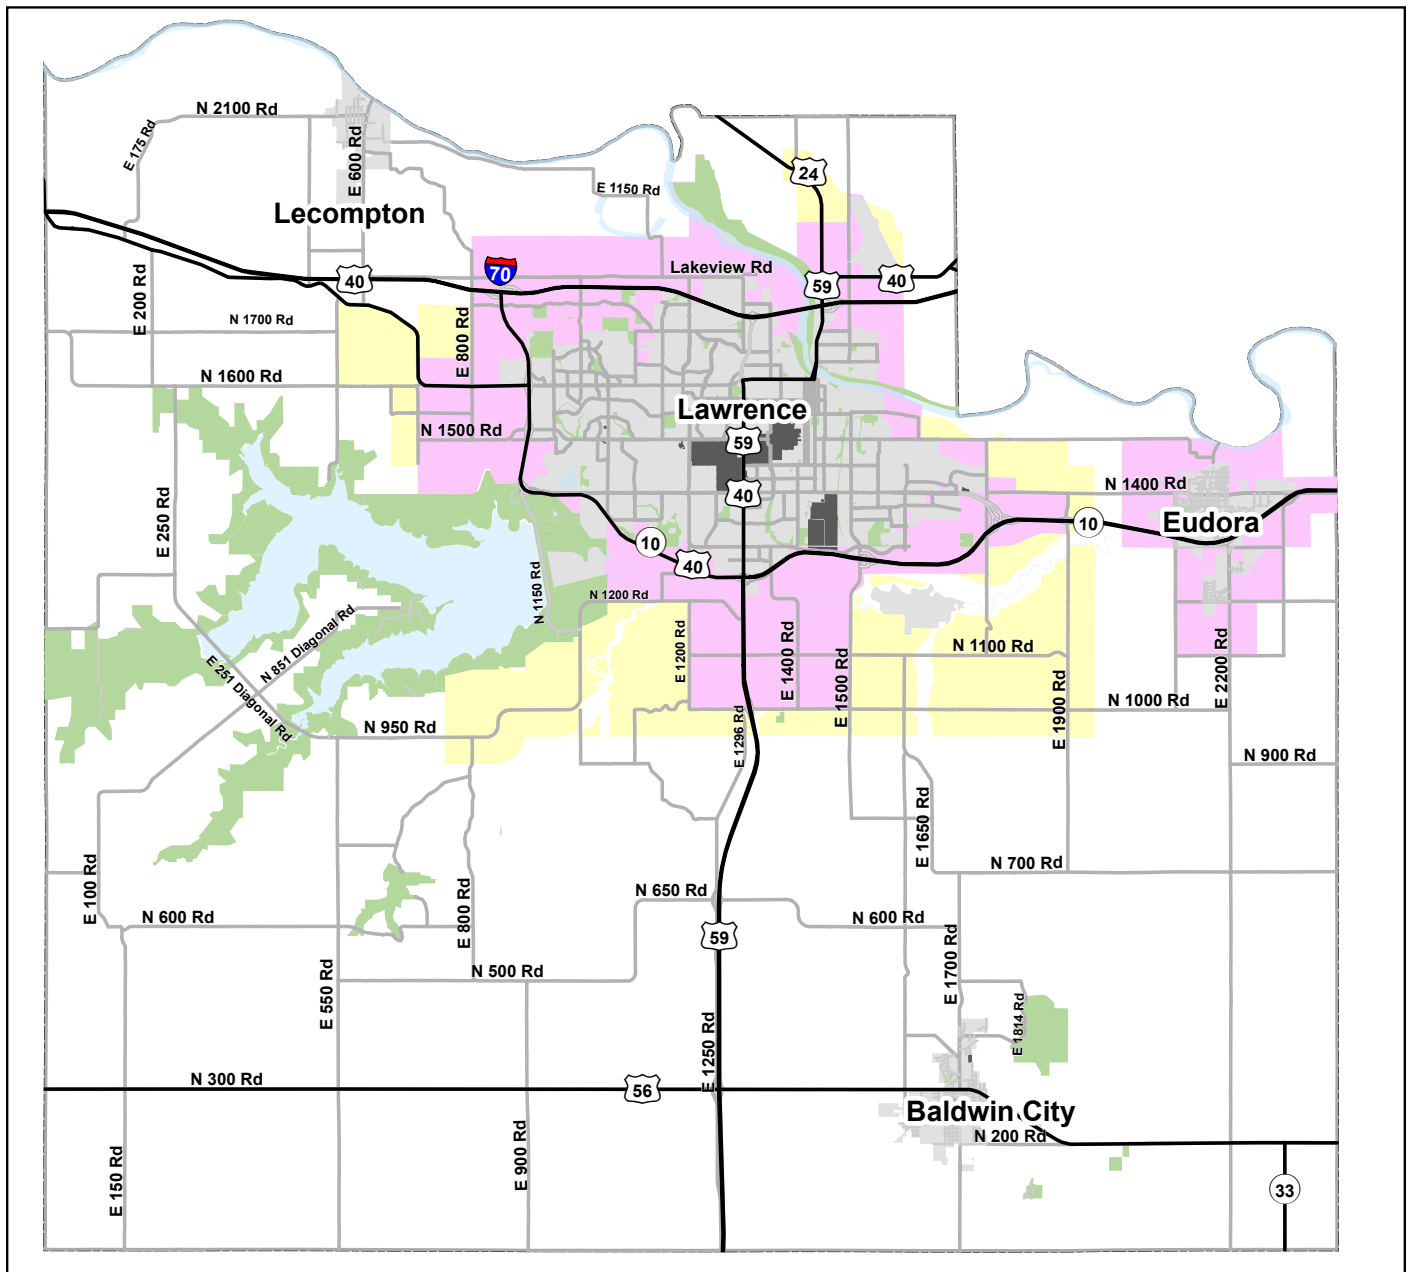 N 2100 Rd
E 175 Rd
E 600 Rd
24
E 1150 Rd
Lecompton
E 200 Rd
40
70
Lakeview Rd
59
40
N 1700 Rd
E 800 Rd
N 1600 Rd
Lawrence
N 1500 Rd
59
E 250 Rd
40
N 1400 Rd
Eudora
10
10
40
N 1150 Rd
N 1200 Rd
N 851 Diagonal Rd
E 251 Diagonal Rd
E 1200 Rd
E 1400 Rd
E 1500 Rd
N 1100 Rd
E 1900 Rd
E 2200 Rd
N 1000 Rd
N 950 Rd
E 1296 Rd
N 900 Rd
E 1650 Rd
N 700 Rd
E 100 Rd
N 650 Rd
N 600 Rd
E 800 Rd
N 600 Rd
59
N 500 Rd
E 550 Rd
E 1700 Rd
E 1814 Rd
E 1250 Rd
N 300 Rd
56
Baldwin City
N 200 Rd
E 150 Rd
E 900 Rd
33